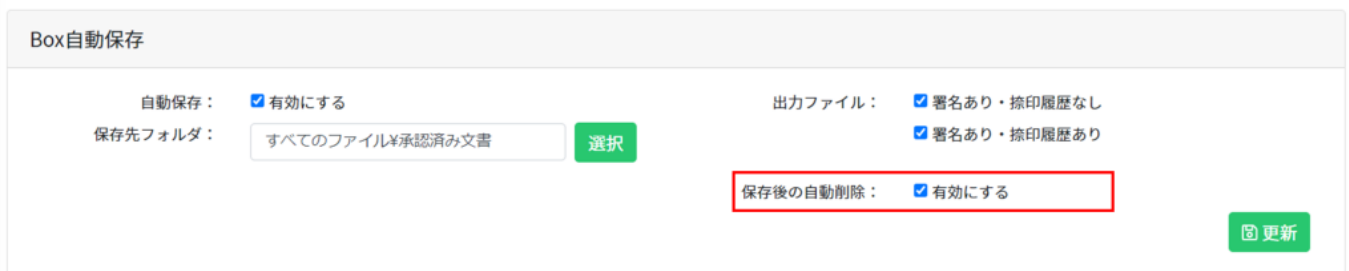 Box自動保存
自動保存： 有効にする
保存先フォルダ： すべてのファイル¥承認済み文書 選択
出力ファイル： 署名あり・捺印履歴なし
署名あり・捺印履歴あり
保存後の自動削除： 有効にする
更新